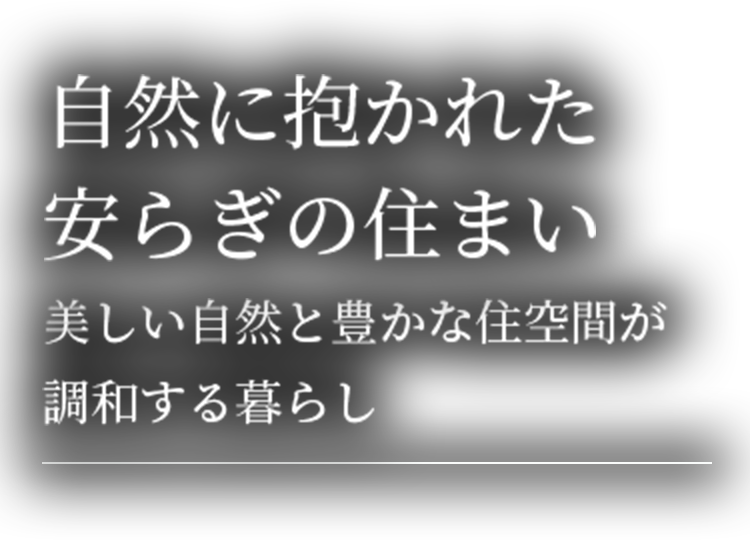 自然に抱かれた
安らぎの住まい
美しい自然と豊かな住空間が
調和する暮らし